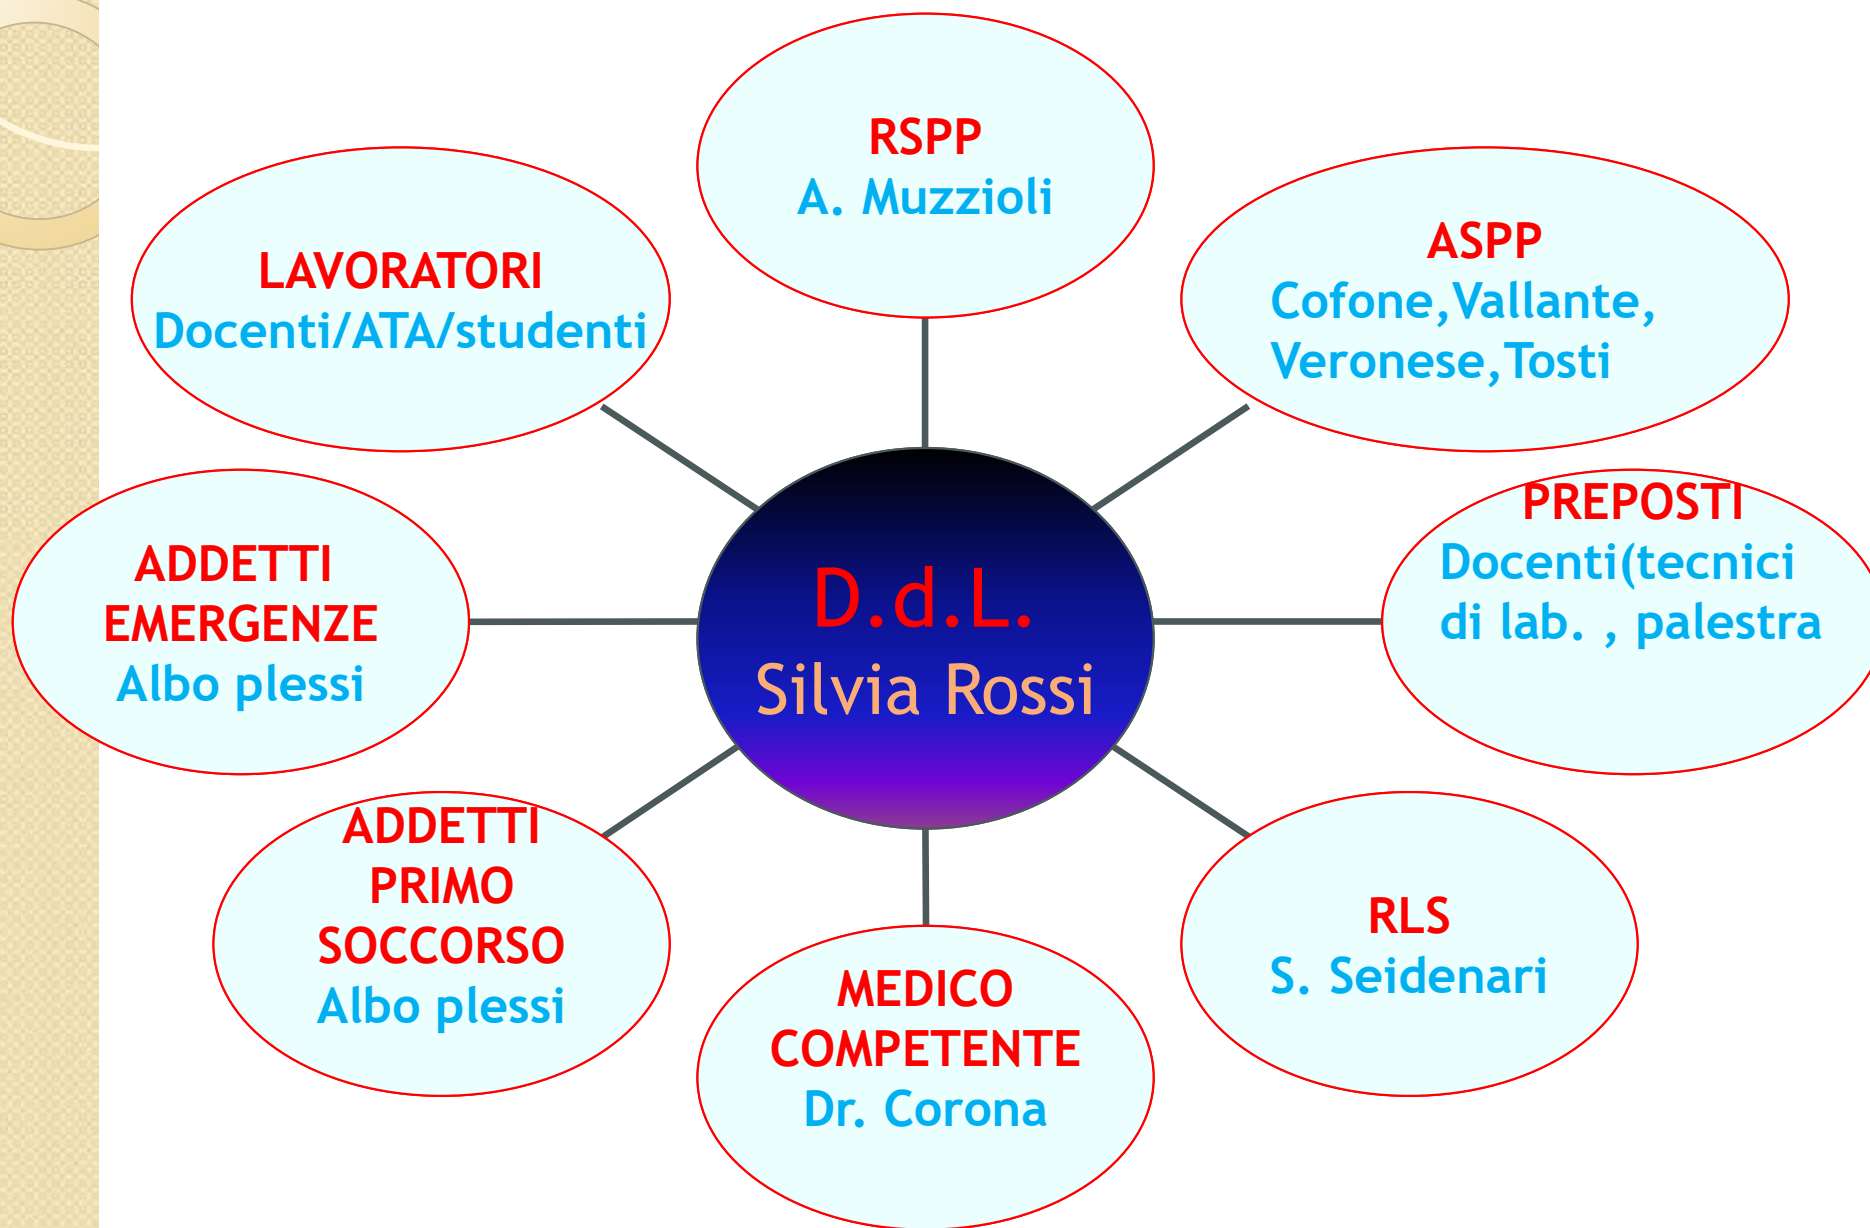 RSPP
A. Muzzioli
LAVORATORI
Docenti/ATA/studenti
ASPP
Cofone,Vallante,
Veronese,Tosti
PREPOSTI
Docenti(tecnici
di lab. , palestra
ADDETTI
EMERGENZE
Albo plessi
D.d.L.
Silvia Rossi
ADDETTI
PRIMO
SOCCORSO
Albo plessi
RLS
S. Seidenari
MEDICO
COMPETENTE
Dr. Corona